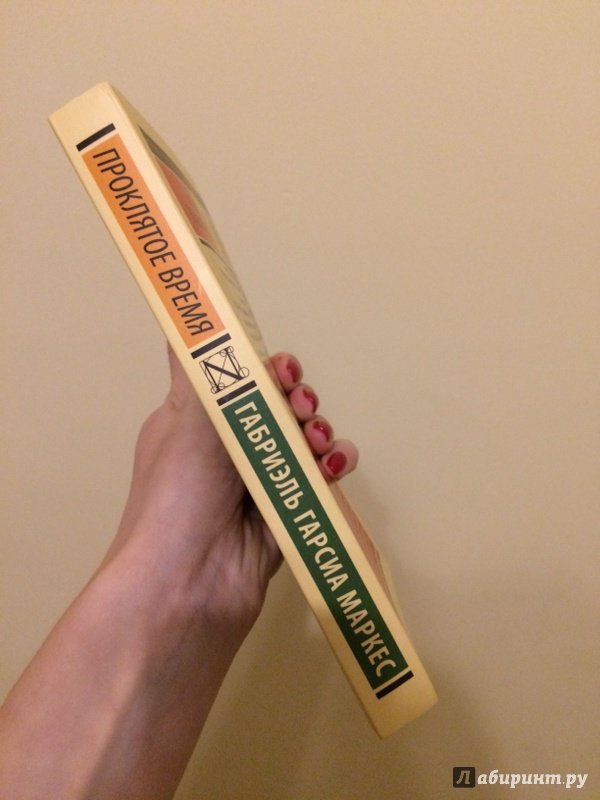 ПРОКЛЯТОЕ ВРЕМЯ
ГАБРИЭЛЬ ГАРСИА МАРКЕС
Лабиринт.ру